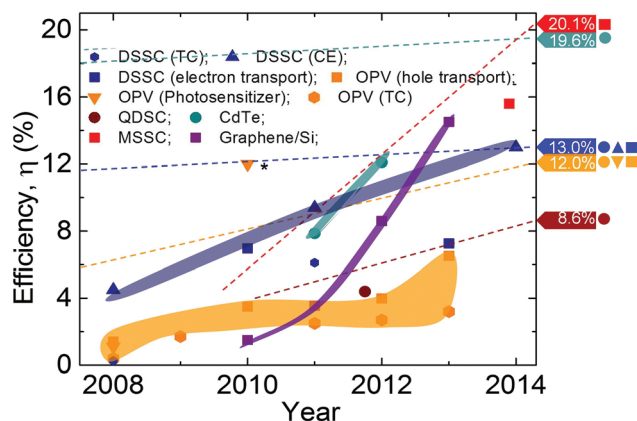 20
16
12
8
4
0
Efficiency, η (%)
DSSC (TC); DSSC (CE);
DSSC (electron transport); OPV (hole transport);
OPV (Photosensitizer); OPV (TC)
QDSC; CdTe;
MSSC; Graphene/Si;
*
20.1%
19.6%
13.0%
12.0%
8.6%
2008 2010 2012 2014
Year